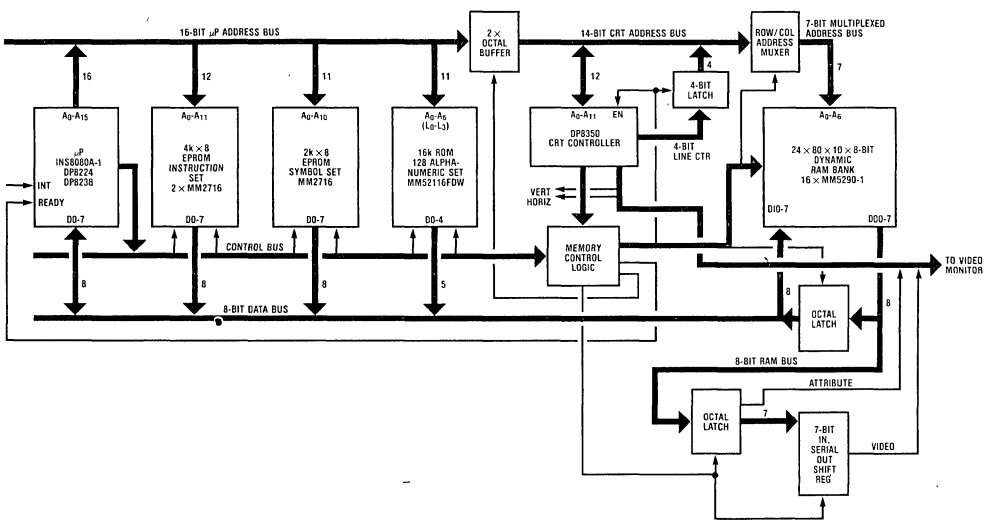 16-BIT µP ADDRESS BUS
2 ×
OCTAL
BUFFER
14-BIT CRT ADDRESS BUS
ROW/COL
ADDRESS
MUXER
7-BIT MULTIPLEXED
ADDRESS BUS
16
12
11
11
12
4
7
4-BIT
LATCH
A0-A15
µP
INS8080A-1
DP8224
DP8238
INT
READY
D0-7
A0-A11
4k × 8
EPROM
INSTRUCTION
SET
2 × MM2716
D0-7
A0-A10
2k × 8
EPROM
SYMBOL SET
MM2716
D0-7
A0-A6
(L0-L3)
16k ROM
128 ALPHA-
NUMERIC SET
MM52116FDW
D0-4
A0-A11
EN
DP8350
CRT CONTROLLER
4-BIT
LINE CTR
VERT
HORIZ
A0-A6
24 × 80 × 10 × 8-BIT
DYNAMIC
RAM BANK
16 × MM5290-1
DI0-7
DO0-7
CONTROL BUS
MEMORY
CONTROL
LOGIC
TO VIDEO
MONITOR
8
8
8
5
8
8
8-BIT DATA BUS
OCTAL
LATCH
8-BIT RAM BUS
ATTRIBUTE
OCTAL
LATCH
7
7-BIT
IN,
SERIAL
OUT
SHIFT
REG
VIDEO